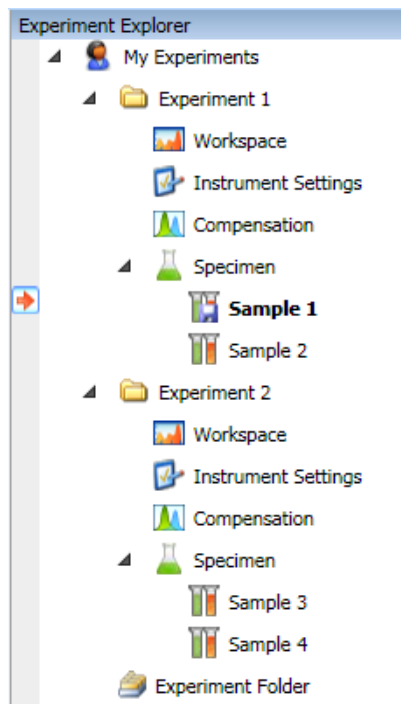 Experiment Explorer
My Experiments
Experiment 1
Workspace
Instrument Settings
Compensation
Specimen
Sample 1
Sample 2
Experiment 2
Workspace
Instrument Settings
Compensation
Specimen
Sample 3
Sample 4
Experiment Folder